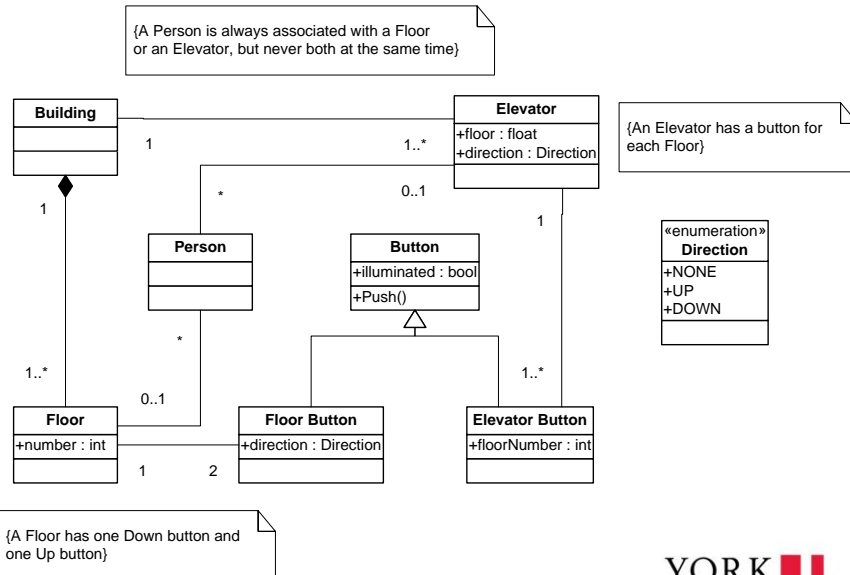 {A Person is always associated with a Floor
or an Elevator, but never both at the same time}
Building
Elevator
+floor : float
+direction : Direction
{An Elevator has a button for
each Floor}
1
1..*
*
0..1
1
1
Person
Button
+illuminated : bool
+Push()
«enumeration»
Direction
+NONE
+UP
+DOWN
*
1..*
0..1
1..*
Floor
+number : int
Floor Button
+direction : Direction
Elevator Button
+floorNumber : int
1
2
{A Floor has one Down button and
one Up button}
YORK